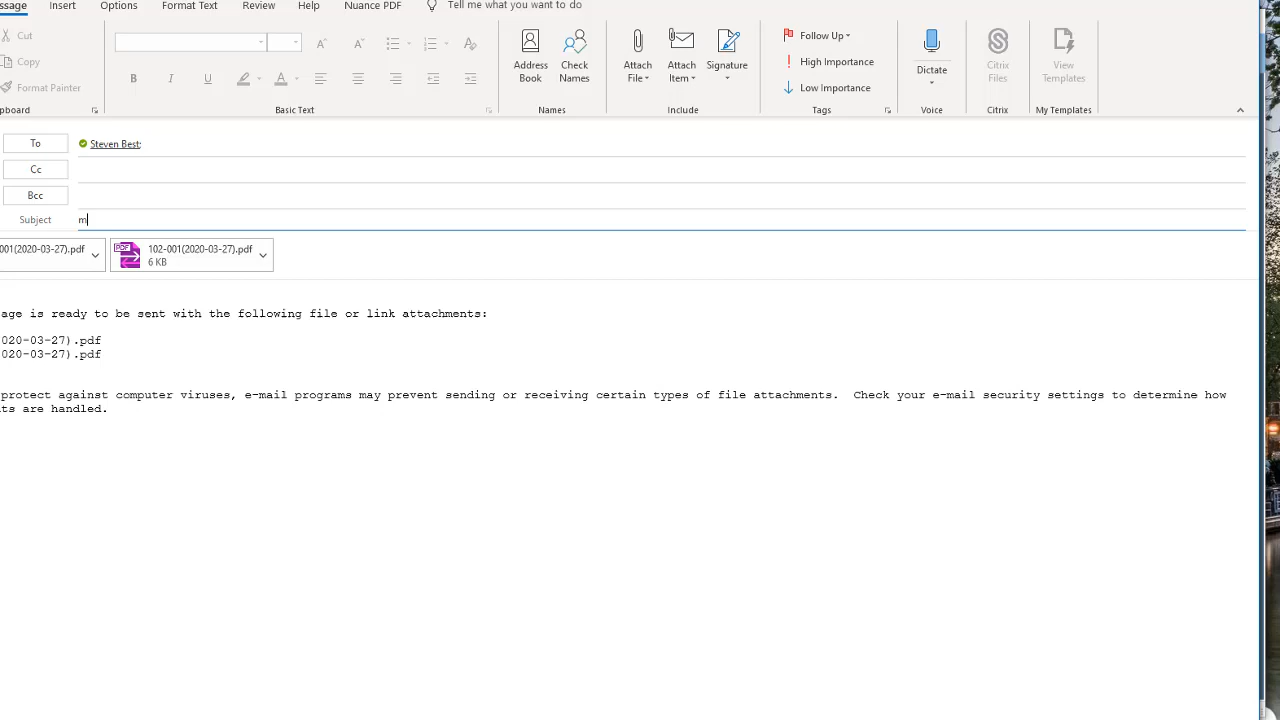 ssage Insert Options Format Text Review Help Nuance PDF Tell me what you want to do
Cut
Copy
Format Painter
pboard
B I U A
Basic Text
Address Book
Check Names
Names
Attach File
Attach Item
Signature
Include
Follow Up
High Importance
Low Importance
Tags
Dictate
Voice
Citrix Files
Citrix
View Templates
My Templates
To Steven Best;
Cc
Bcc
Subject m
001(2020-03-27).pdf
PDF 102-001(2020-03-27).pdf
6 KB
age is ready to be sent with the following file or link attachments:
020-03-27).pdf
020-03-27).pdf
protect against computer viruses, e-mail programs may prevent sending or receiving certain types of file attachments.  Check your e-mail security settings to determine how
ts are handled.